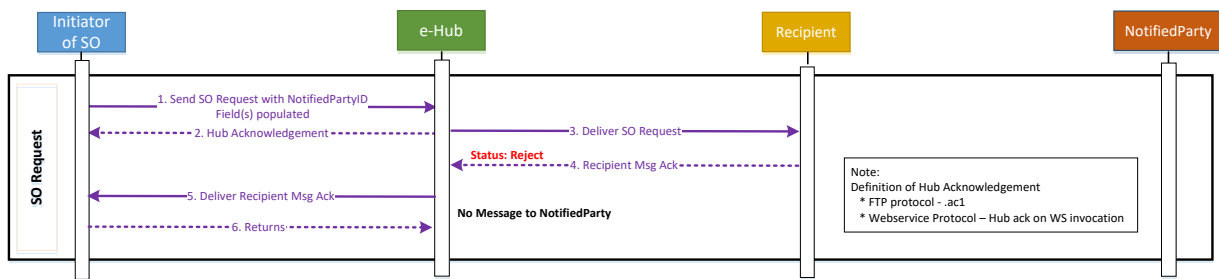 Initiator
of SO
e-Hub
Recipient
NotifiedParty
SO Request
1. Send SO Request with NotifiedPartyID
Field(s) populated
2. Hub Acknowledgement
3. Deliver SO Request
Status: Reject
4. Recipient Msg Ack
5. Deliver Recipient Msg Ack
No Message to NotifiedParty
6. Returns
Note:
Definition of Hub Acknowledgement
* FTP protocol - .ac1
* Webservice Protocol – Hub ack on WS invocation